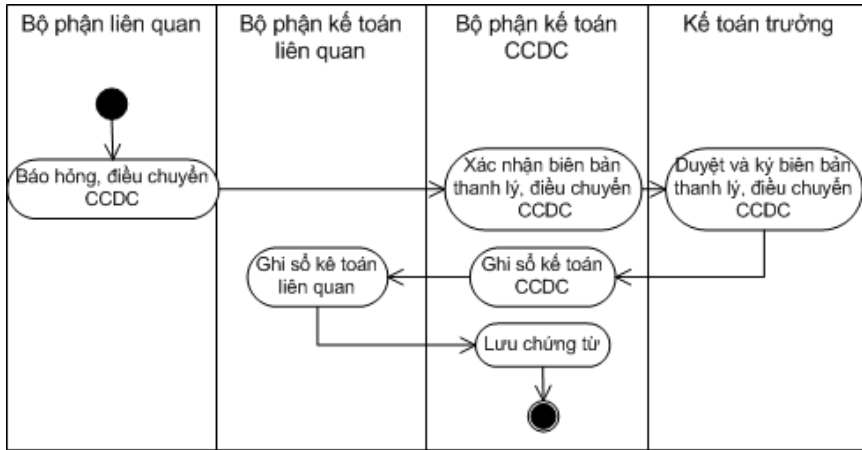 Bộ phận liên quan
Bộ phận kế toán
liên quan
Bộ phận kế toán
CCDC
Kế toán trưởng
Báo hỏng, điều chuyển
CCDC
Xác nhận biên bản
thanh lý, điều chuyển
CCDC
Duyệt và ký biên bản
thanh lý, điều chuyển
CCDC
Ghi sổ kê toán
liên quan
Ghi sổ kế toán
CCDC
Lưu chứng từ